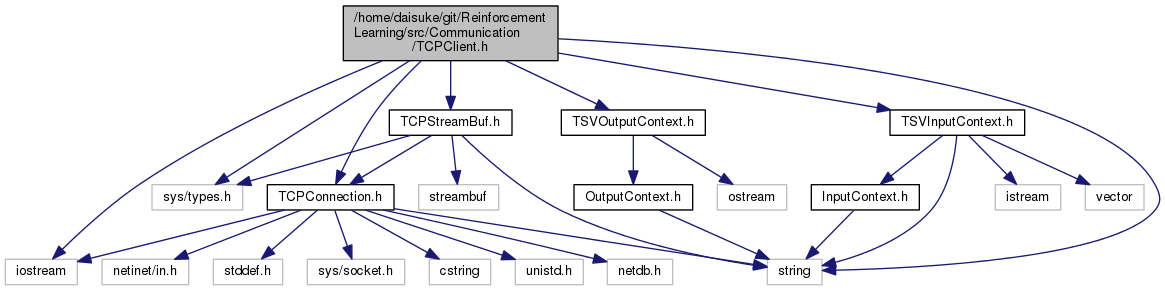 /home/daisuke/git/Reinforcement
Learning/src/Communication
/TCPClient.h
TCPStreamBuf.h
TSVOutputContext.h
TSVInputContext.h
sys/types.h
TCPConnection.h
streambuf
OutputContext.h
ostream
InputContext.h
istream
vector
iostream
netinet/in.h
stddef.h
sys/socket.h
cstring
unistd.h
netdb.h
string